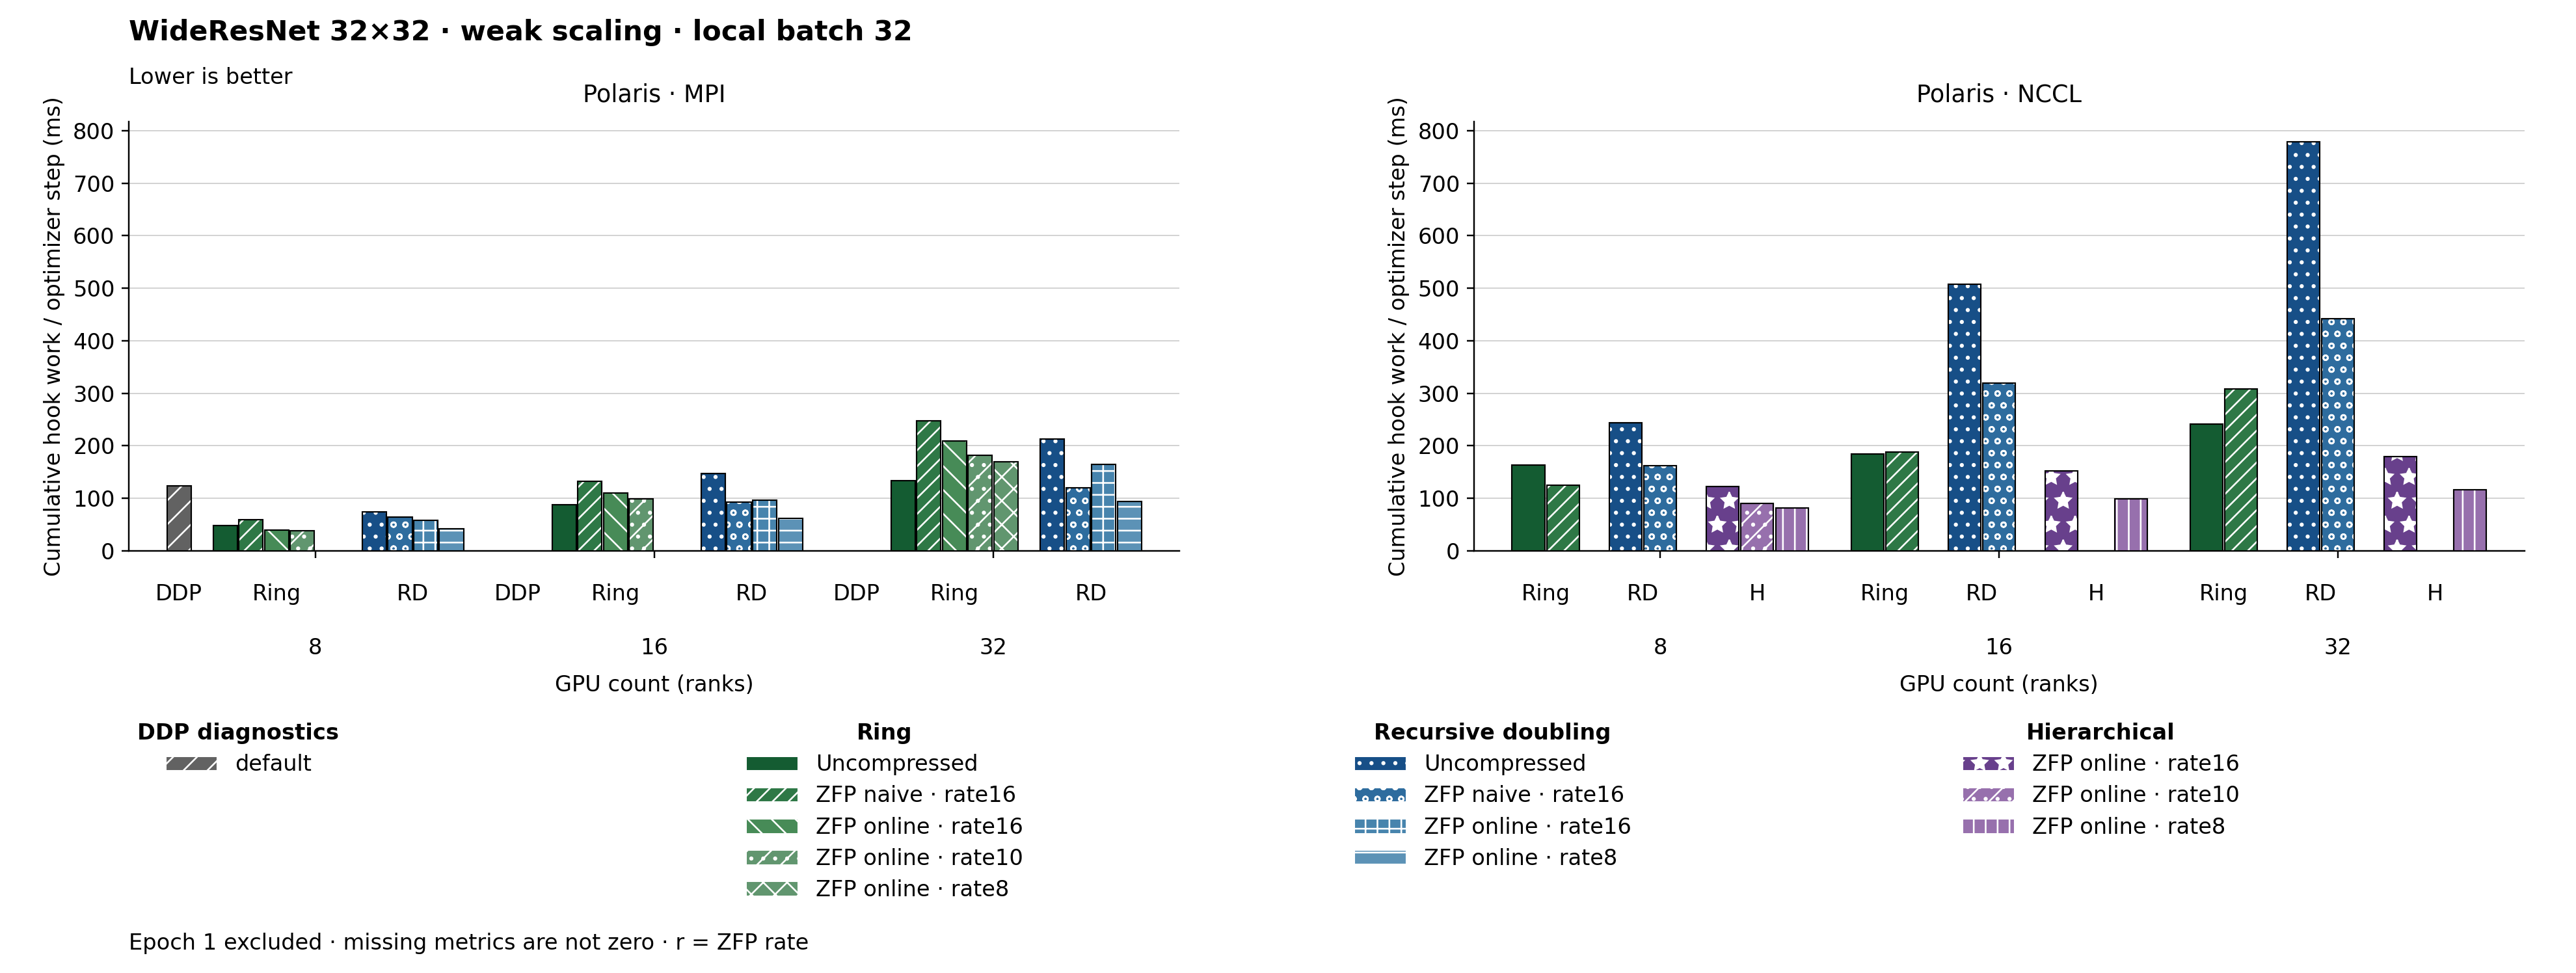 WideResNet 32×32 · weak scaling · local batch 32
Lower is better
Polaris · MPI
Cumulative hook work / optimizer step (ms)
800
700
600
500
400
300
200
100
0
DDP Ring RD DDP Ring RD DDP Ring RD
8 16 32
GPU count (ranks)
Polaris · NCCL
Cumulative hook work / optimizer step (ms)
800
700
600
500
400
300
200
100
0
Ring RD H Ring RD H Ring RD H
8 16 32
GPU count (ranks)
DDP diagnostics
default
Ring
Uncompressed
ZFP naive · rate16
ZFP online · rate16
ZFP online · rate10
ZFP online · rate8
Recursive doubling
Uncompressed
ZFP naive · rate16
ZFP online · rate16
ZFP online · rate8
Hierarchical
ZFP online · rate16
ZFP online · rate10
ZFP online · rate8
Epoch 1 excluded · missing metrics are not zero · r = ZFP rate